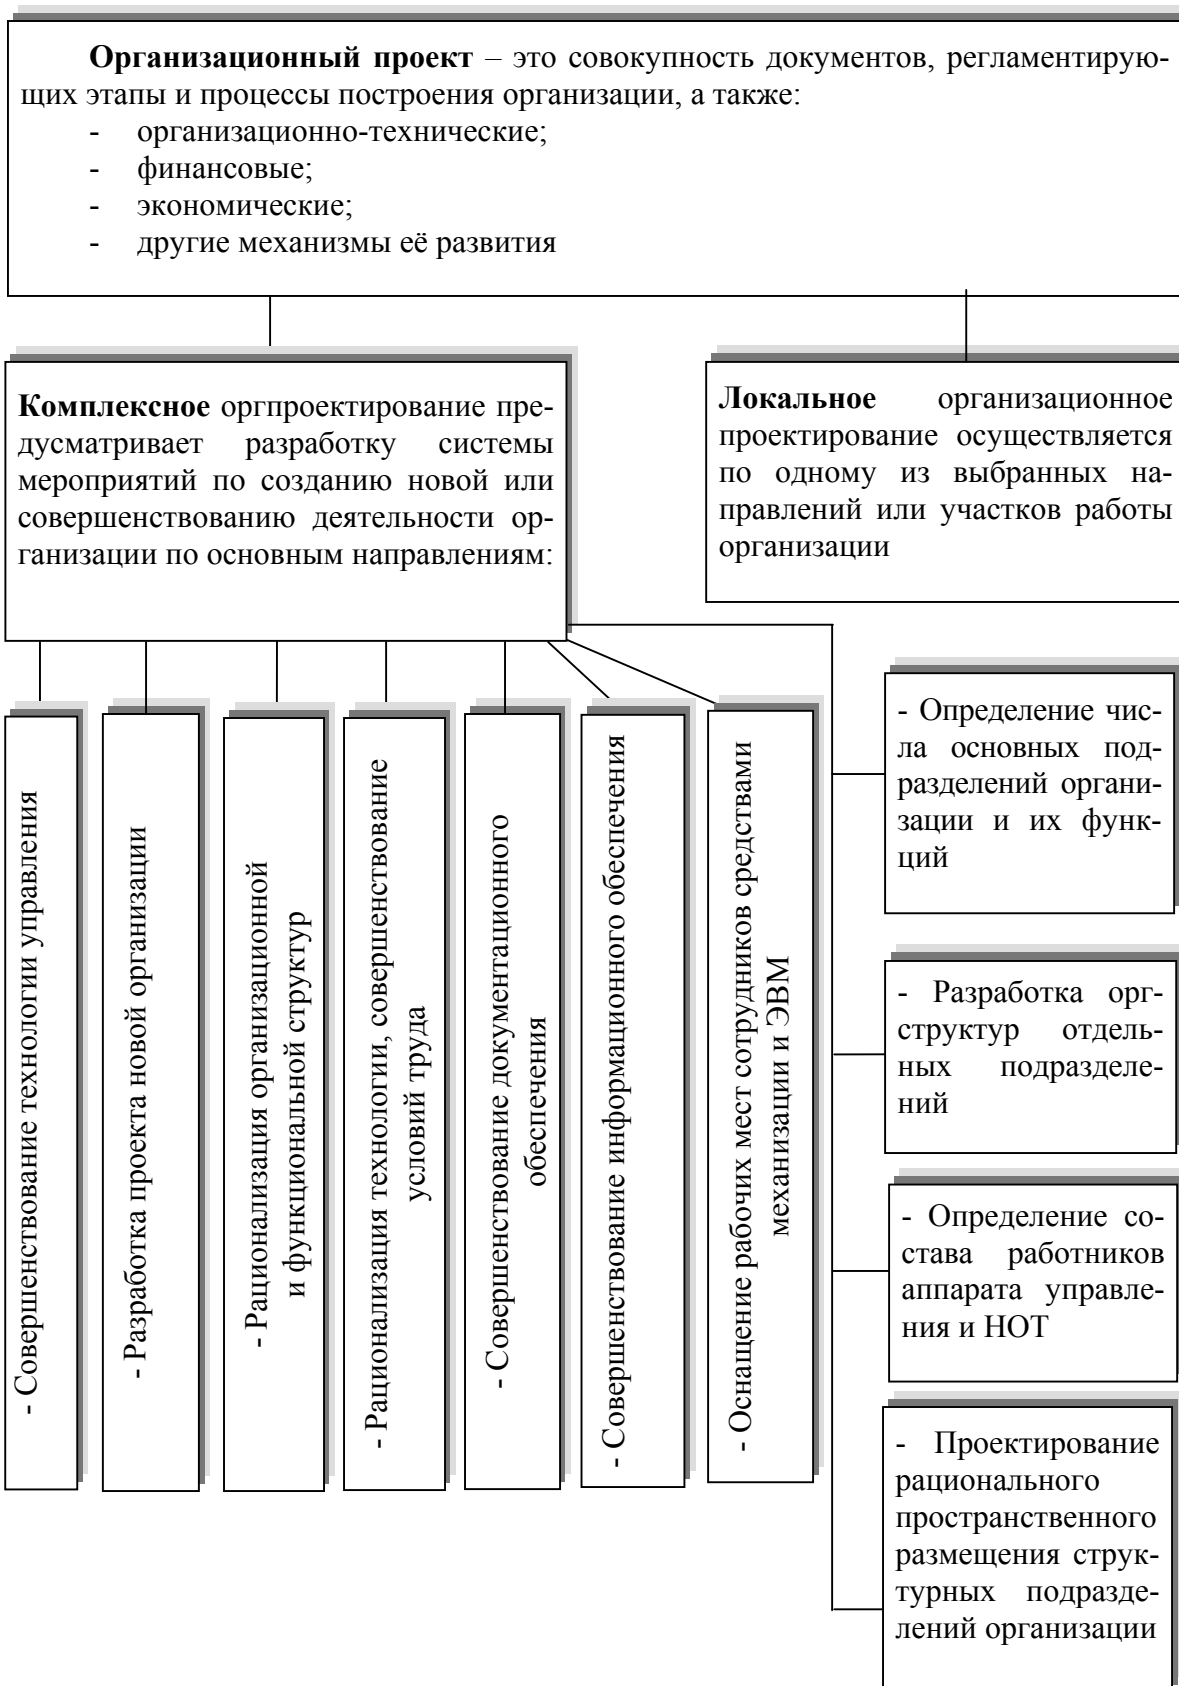 Организационный проект – это совокупность документов, регламентирую-
щих этапы и процессы построения организации, а также:
- организационно-технические;
- финансовые;
- экономические;
- другие механизмы её развития
Комплексное оргпроектирование пре-
дусматривает разработку системы
мероприятий по созданию новой или
совершенствованию деятельности ор-
ганизации по основным направлениям:
Локальное организационное
проектирование осуществляется
по одному из выбранных на-
правлений или участков работы
организации
- Совершенствование технологии управления
- Разработка проекта новой организации
- Рационализация организационной
и функциональной структур
- Рационализация технологии, совершенствование
условий труда
- Совершенствование документационного
обеспечения
- Совершенствование информационного обеспечения
- Оснащение рабочих мест сотрудников средствами
механизации и ЭВМ
- Определение чис-
ла основных под-
разделений органи-
зации и их функ-
ций
- Разработка орг-
структур отдель-
ных подразделе-
ний
- Определение со-
става работников
аппарата управле-
ния и НОТ
- Проектирование
рационального
пространственного
размещения струк-
турных подразде-
лений организации